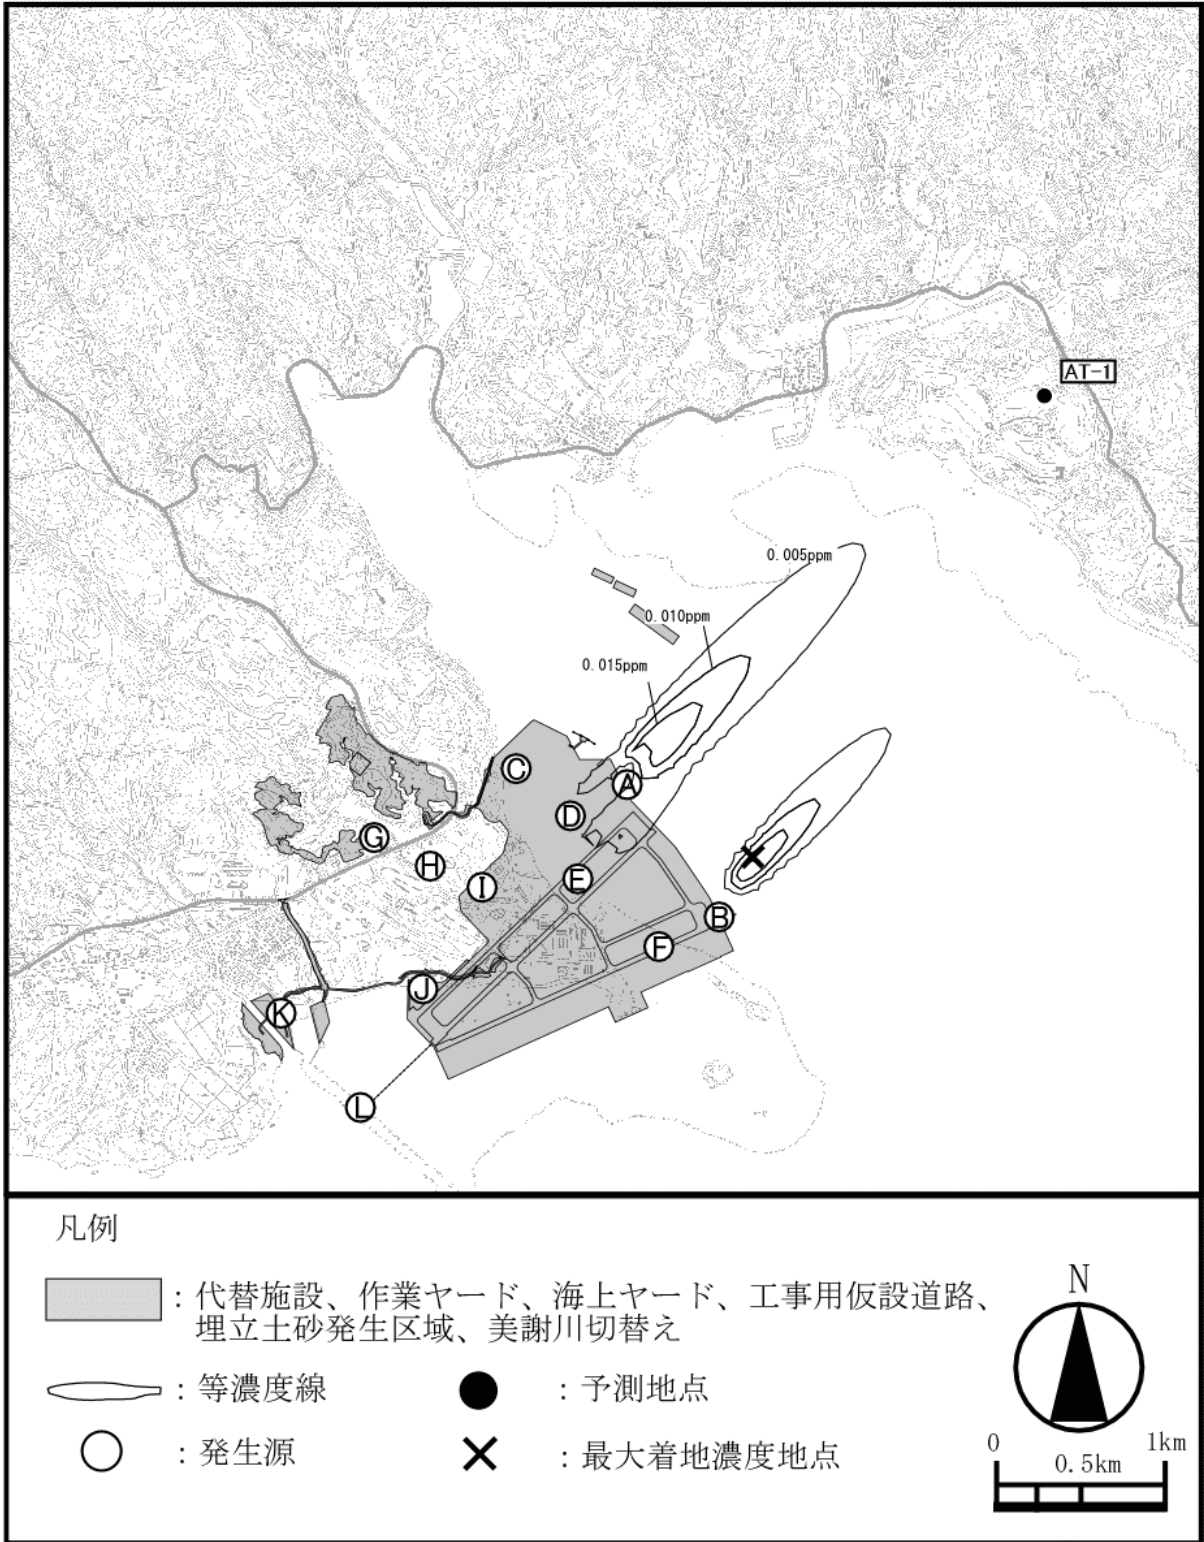 AT-1
0.005ppm
0.010ppm
0.015ppm
C
A
D
G
H
E
I
B
F
J
K
L
凡例
：代替施設、作業ヤード、海上ヤード、工事用仮設道路、
埋立土砂発生区域、美謝川切替え
：等濃度線
：予測地点
：発生源
：最大着地濃度地点
N
0
1km
0.5km